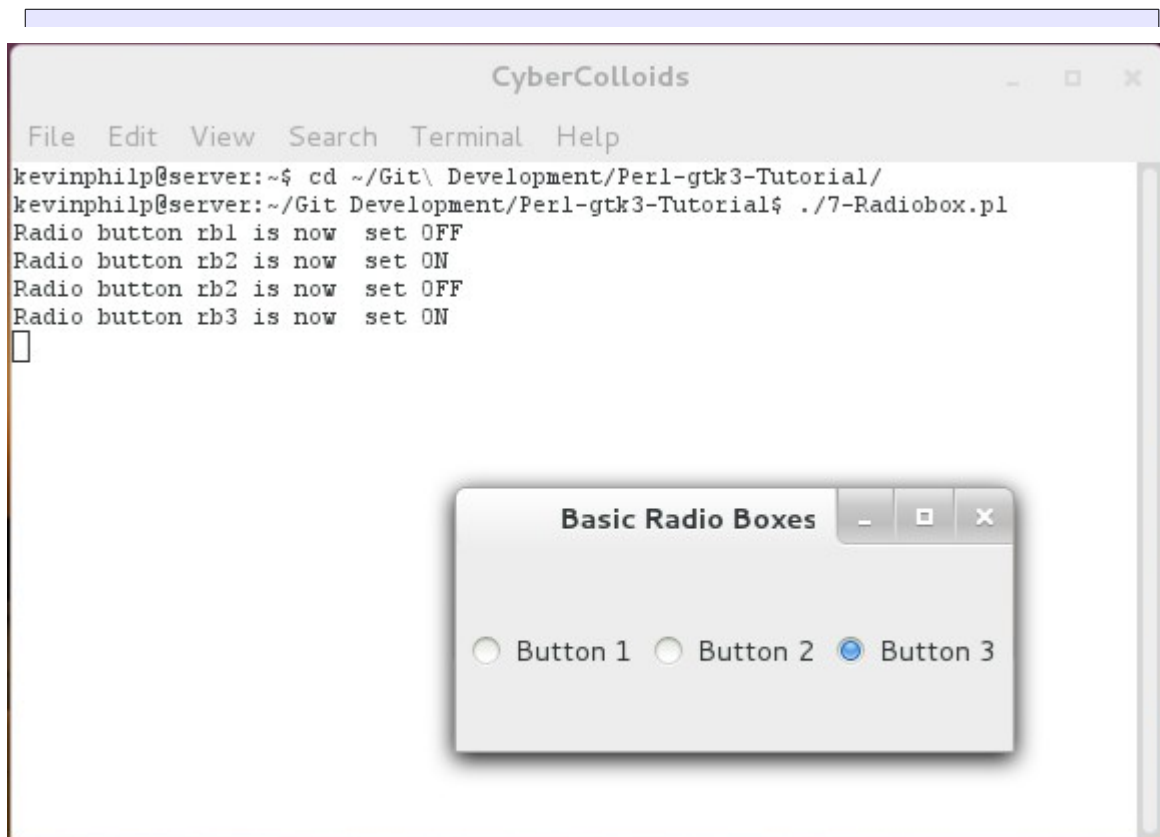 CyberColloids
File Edit View Search Terminal Help
kevinphilp@server:~$ cd ~/Git\ Development/Perl-gtk3-Tutorial/
kevinphilp@server:~/Git Development/Perl-gtk3-Tutorial$ ./7-Radiobox.pl
Radio button rb1 is now  set OFF
Radio button rb2 is now  set ON
Radio button rb2 is now  set OFF
Radio button rb3 is now  set ON
Basic Radio Boxes
Button 1 Button 2 Button 3